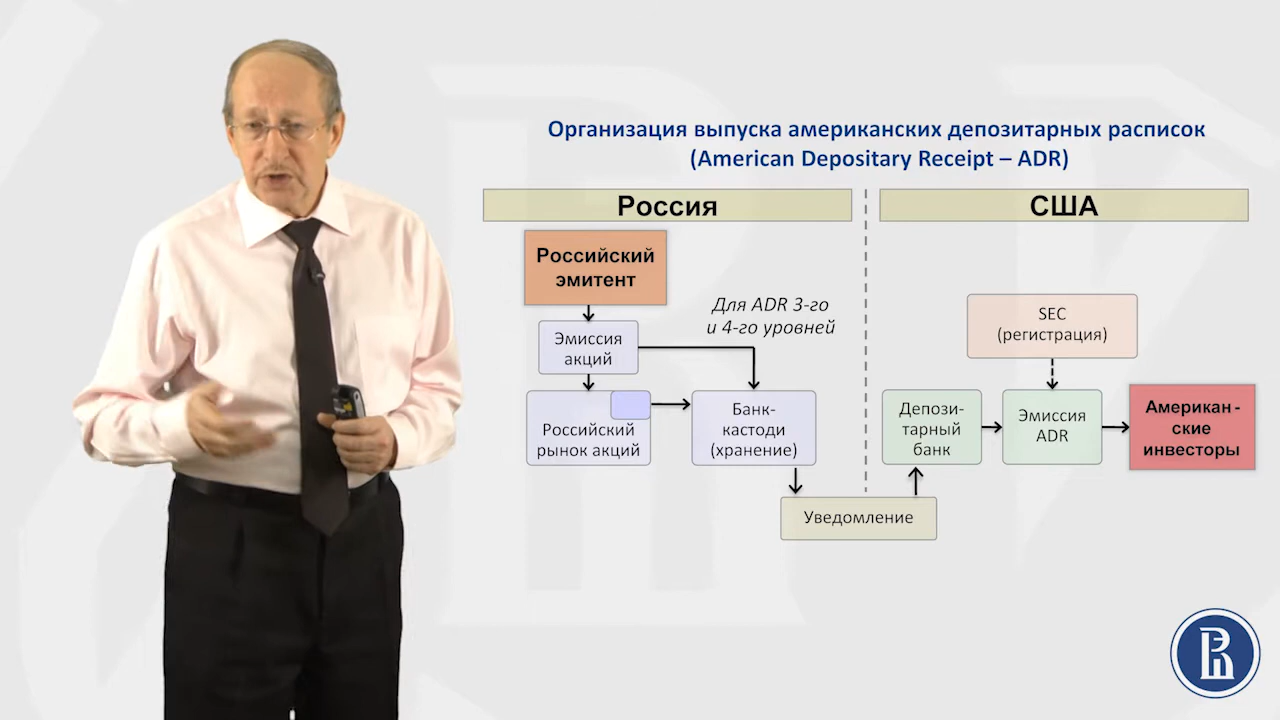 Организация выпуска американских депозитарных расписок
(American Depositary Receipt – ADR)
Россия
США
Российский
эмитент
Для ADR 3-го
и 4-го уровней
SEC
(регистрация)
Эмиссия
акций
Российский
рынок акций
Банк-
кастоди
(хранение)
Депози-
тарный
банк
Эмиссия
ADR
Американ -
ские
инвесторы
Уведомление